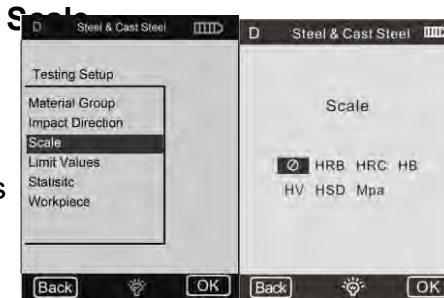 Scale
D Steel & Cast Steel
Testing Setup
Material Group
Impact Direction
Scale
Limit Values
Statisitc
Workpiece
Back OK
s
D Steel & Cast Steel
Scale
Ø HRB HRC HB
HV HSD Mpa
Back OK